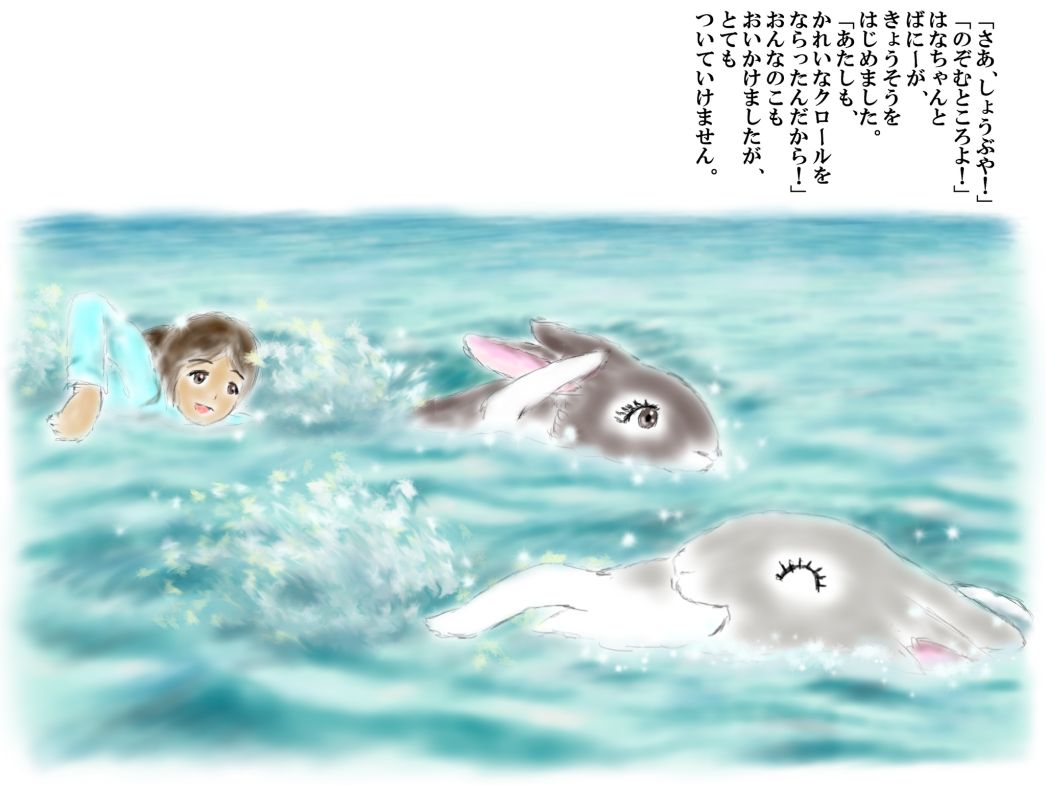 「さあ、しょうぶや！」
「のぞむところよ！」
はなちゃんと
ばに〜が、
きょうそうを
はじめました。
「あたしも、
かれいなクロールを
ならったんだから！」
おんなのこも
おいかけましたが、
とても
ついていけません。